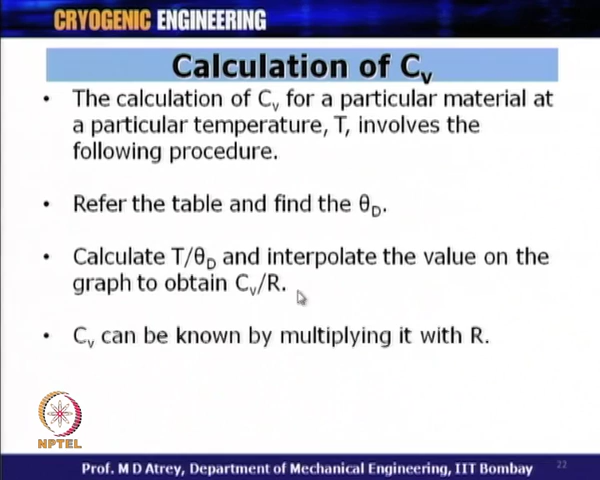 CRYOGENIC ENGINEERING
Calculation of Cv
• The calculation of Cv for a particular material at
a particular temperature, T, involves the
following procedure.
• Refer the table and find the θD.
• Calculate T/θD and interpolate the value on the
graph to obtain Cv/R.
• Cv can be known by multiplying it with R.
NPTEL
Prof. M D Atrey, Department of Mechanical Engineering, IIT Bombay
22